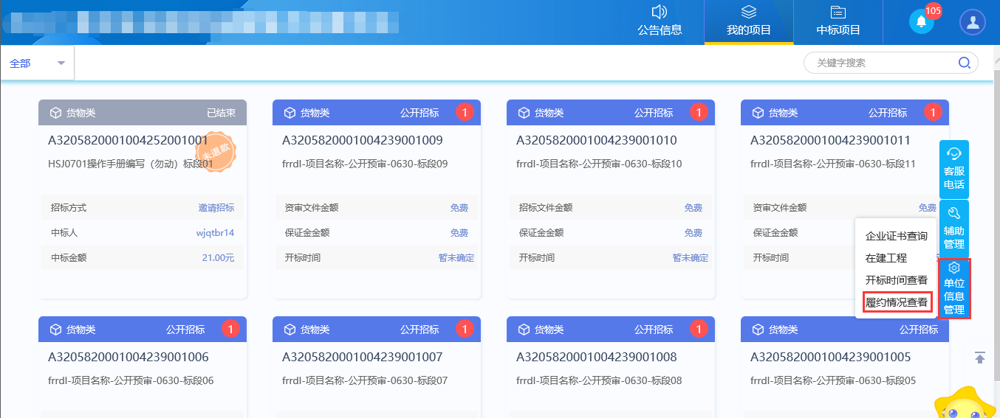 公告信息
我的项目
中标项目
105
全部
关键字搜索
货物类 已结束
A3205820001004252001001
未退款
HSJ0701操作手册编写（勿动）标段01
招标方式 邀请招标
中标人 wjqtbr14
中标金额 21.00元
货物类 公开招标 1
A3205820001004239001009
frrdl-项目名称-公开预审-0630-标段09
资审文件金额 免费
保证金金额 免费
开标时间 暂未确定
货物类 公开招标 1
A3205820001004239001010
frrdl-项目名称-公开预审-0630-标段10
招标文件金额 免费
保证金金额 免费
开标时间 暂未确定
货物类 公开招标 1
A3205820001004239001011
frrdl-项目名称-公开预审-0630-标段11
资审文件金额 免费
保证金金额
开标时间
客服
电话
辅助
管理
单位
信息
管理
企业证书查询
在建工程
开标时间查看
履约情况查看
货物类 公开招标 1
A3205820001004239001006
frrdl-项目名称-公开预审-0630-标段06
货物类 公开招标 1
A3205820001004239001007
frrdl-项目名称-公开预审-0630-标段07
货物类 公开招标 1
A3205820001004239001008
frrdl-项目名称-公开预审-0630-标段08
货物类 公开招标
A3205820001004239001005
frrdl-项目名称-公开预审-0630-标段05